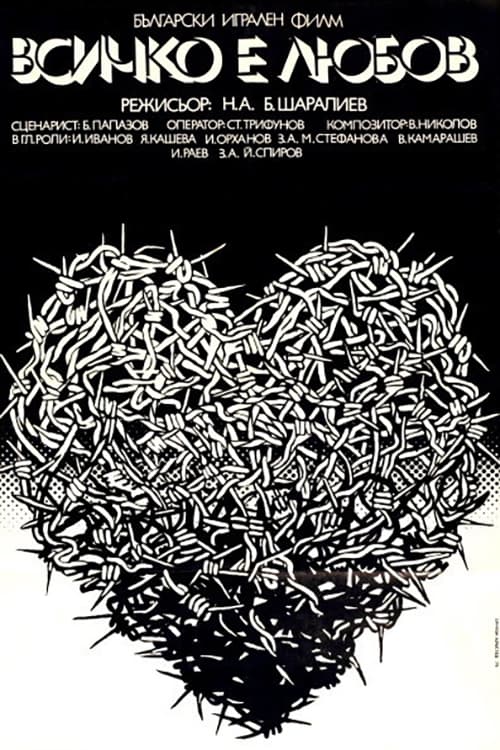 БЪЛГАРСКИ ИГРАЛЕН ФИЛМ
ВСИЧКО Е ЛЮБОВ
РЕЖИСЬОР: Н.А. Б.ШАРАЛИЕВ
СЦЕНАРИСТ: Б.ПАПАЗОВ ОПЕРАТОР: СТ.ТРИФУНОВ КОМПОЗИТОР: В.НИКОЛОВ
В ГЛ. РОЛИ: И.ИВАНОВ Я.КАШЕВА И.ОРХАНОВ З.А. М.СТЕФАНОВА В.КАМАРАШЕВ
И.РАЕВ З.А. Й.СПИРОВ